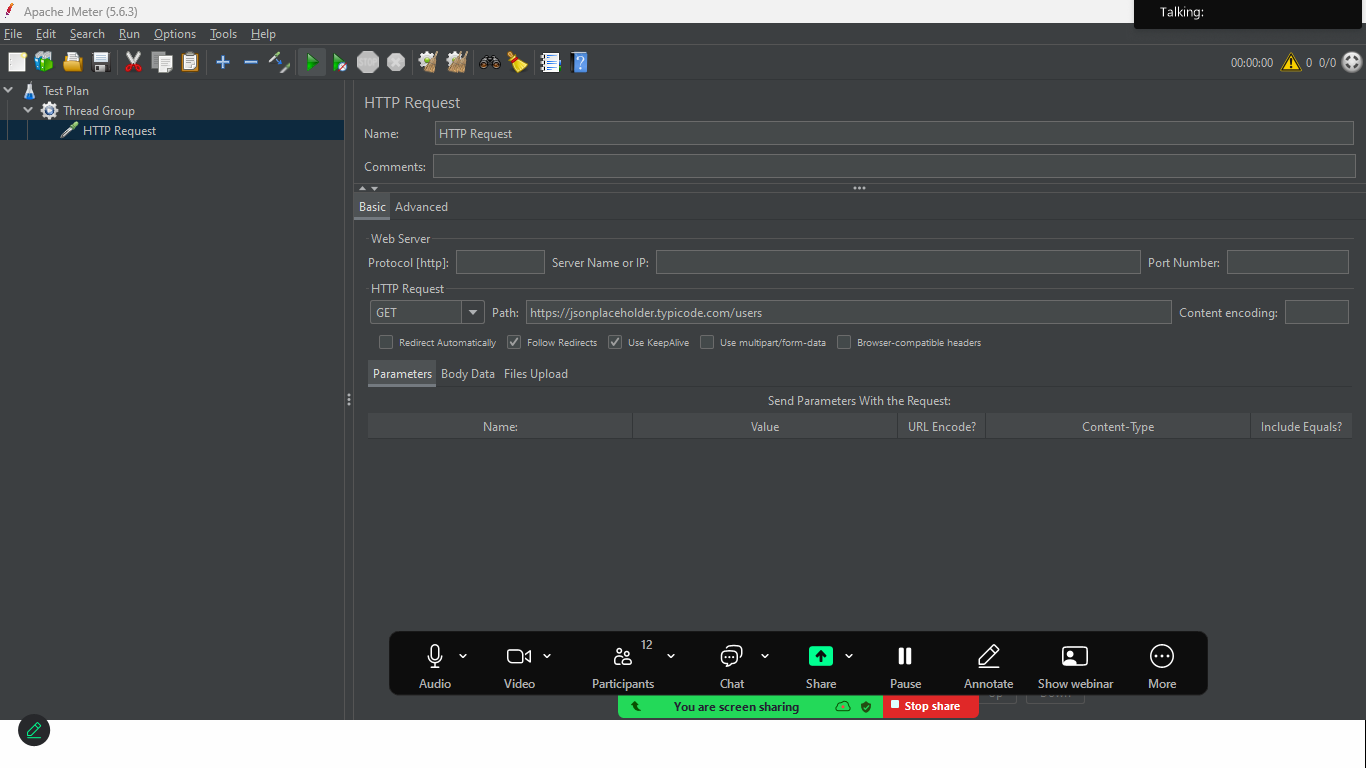 Apache JMeter (5.6.3)
Talking:
File Edit Search Run Options Tools Help
STOP 00:00:00 0 0/0
Test Plan
Thread Group
HTTP Request
HTTP Request
Name: HTTP Request
Comments:
Basic Advanced
Web Server
Protocol [http]: Server Name or IP: Port Number:
HTTP Request
GET Path: https://jsonplaceholder.typicode.com/users Content encoding:
Redirect Automatically Follow Redirects Use KeepAlive Use multipart/form-data Browser-compatible headers
Parameters Body Data Files Upload
Send Parameters With the Request:
Name: Value URL Encode? Content-Type Include Equals?
12
Audio Video Participants Chat Share Pause Annotate Show webinar More
You are screen sharing Stop share